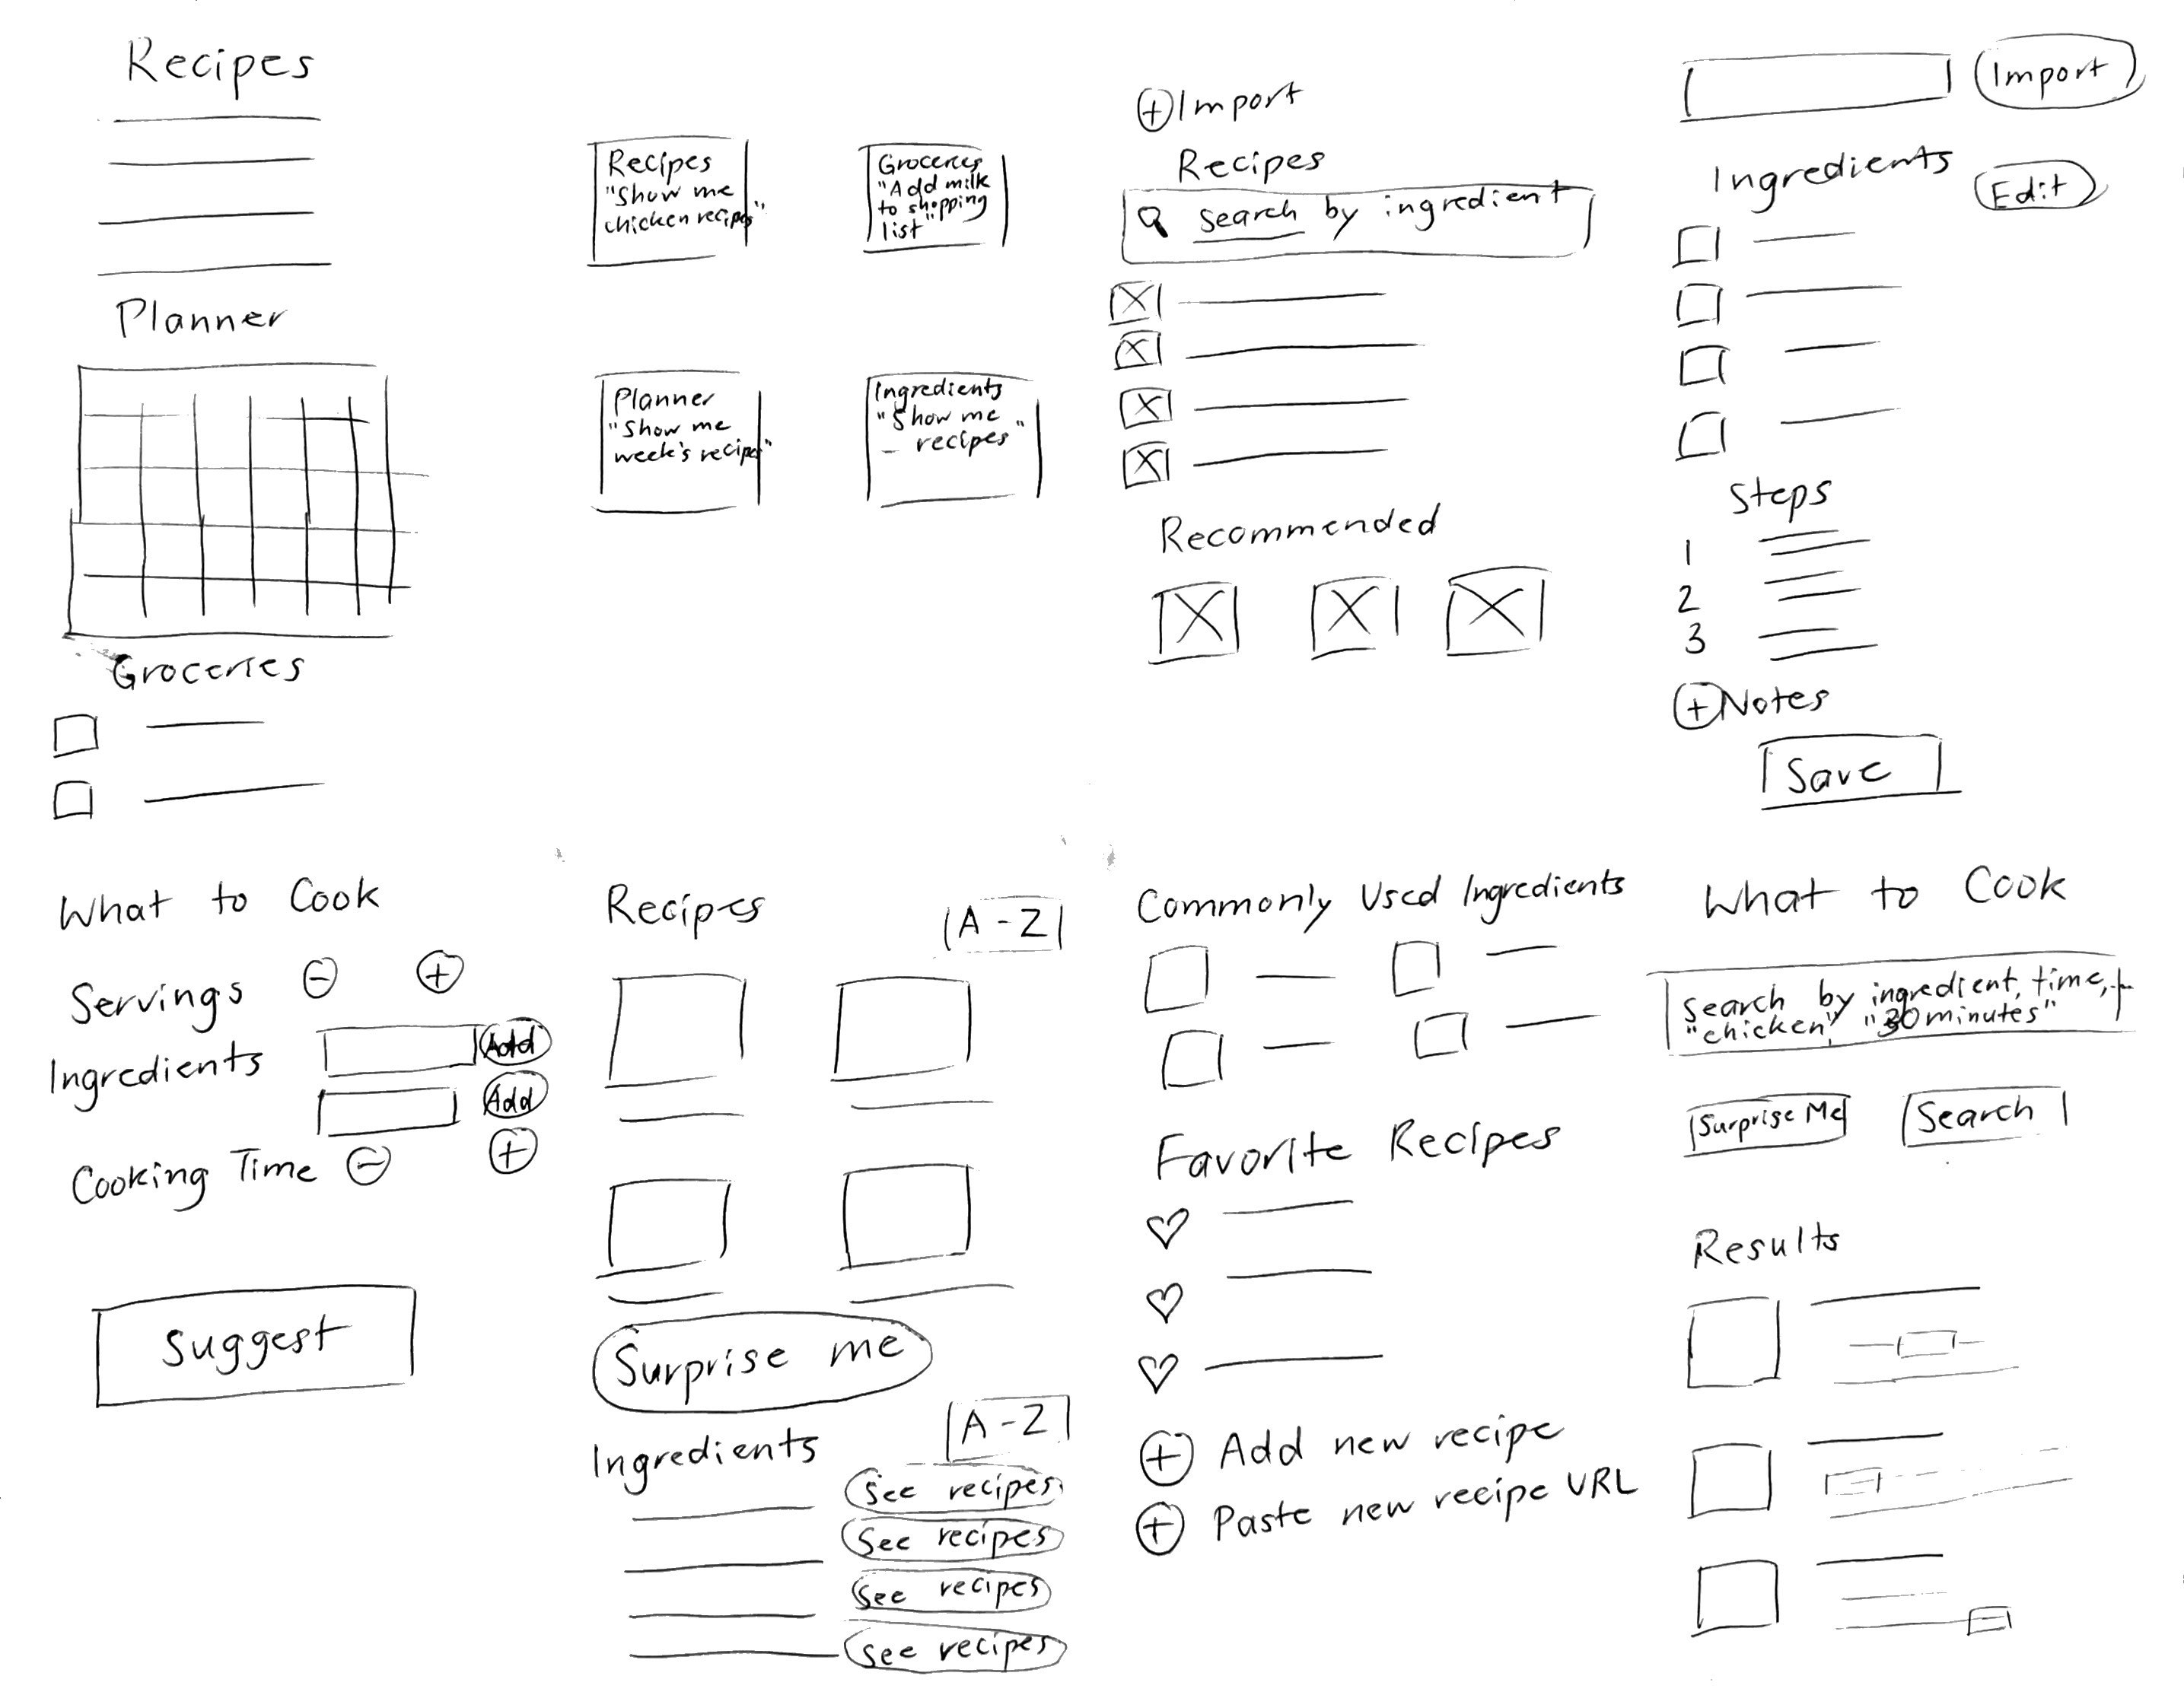 Recipes
Planner
Groceries
Recipes
"Show me
chicken recipes"
Groceries
"Add milk
to shopping
list"
Planner
"Show me
week's recipes"
Ingredients
"Show me
_ recipes"
+ Import
Recipes
search by ingredient
Recommended
Import
Ingredients
Edit
Steps
1
2
3
+ Notes
Save
What to Cook
Servings - +
Ingredients
Add
Add
Cooking Time - +
Suggest
Recipes
A - Z
Surprise me
Ingredients
A - Z
See recipes
See recipes
See recipes
See recipes
Commonly Used Ingredients
Favorite Recipes
+ Add new recipe
+ Paste new recipe URL
What to Cook
Search by ingredient, time, +
"chicken", "30 minutes"
Surprise Me
Search
Results